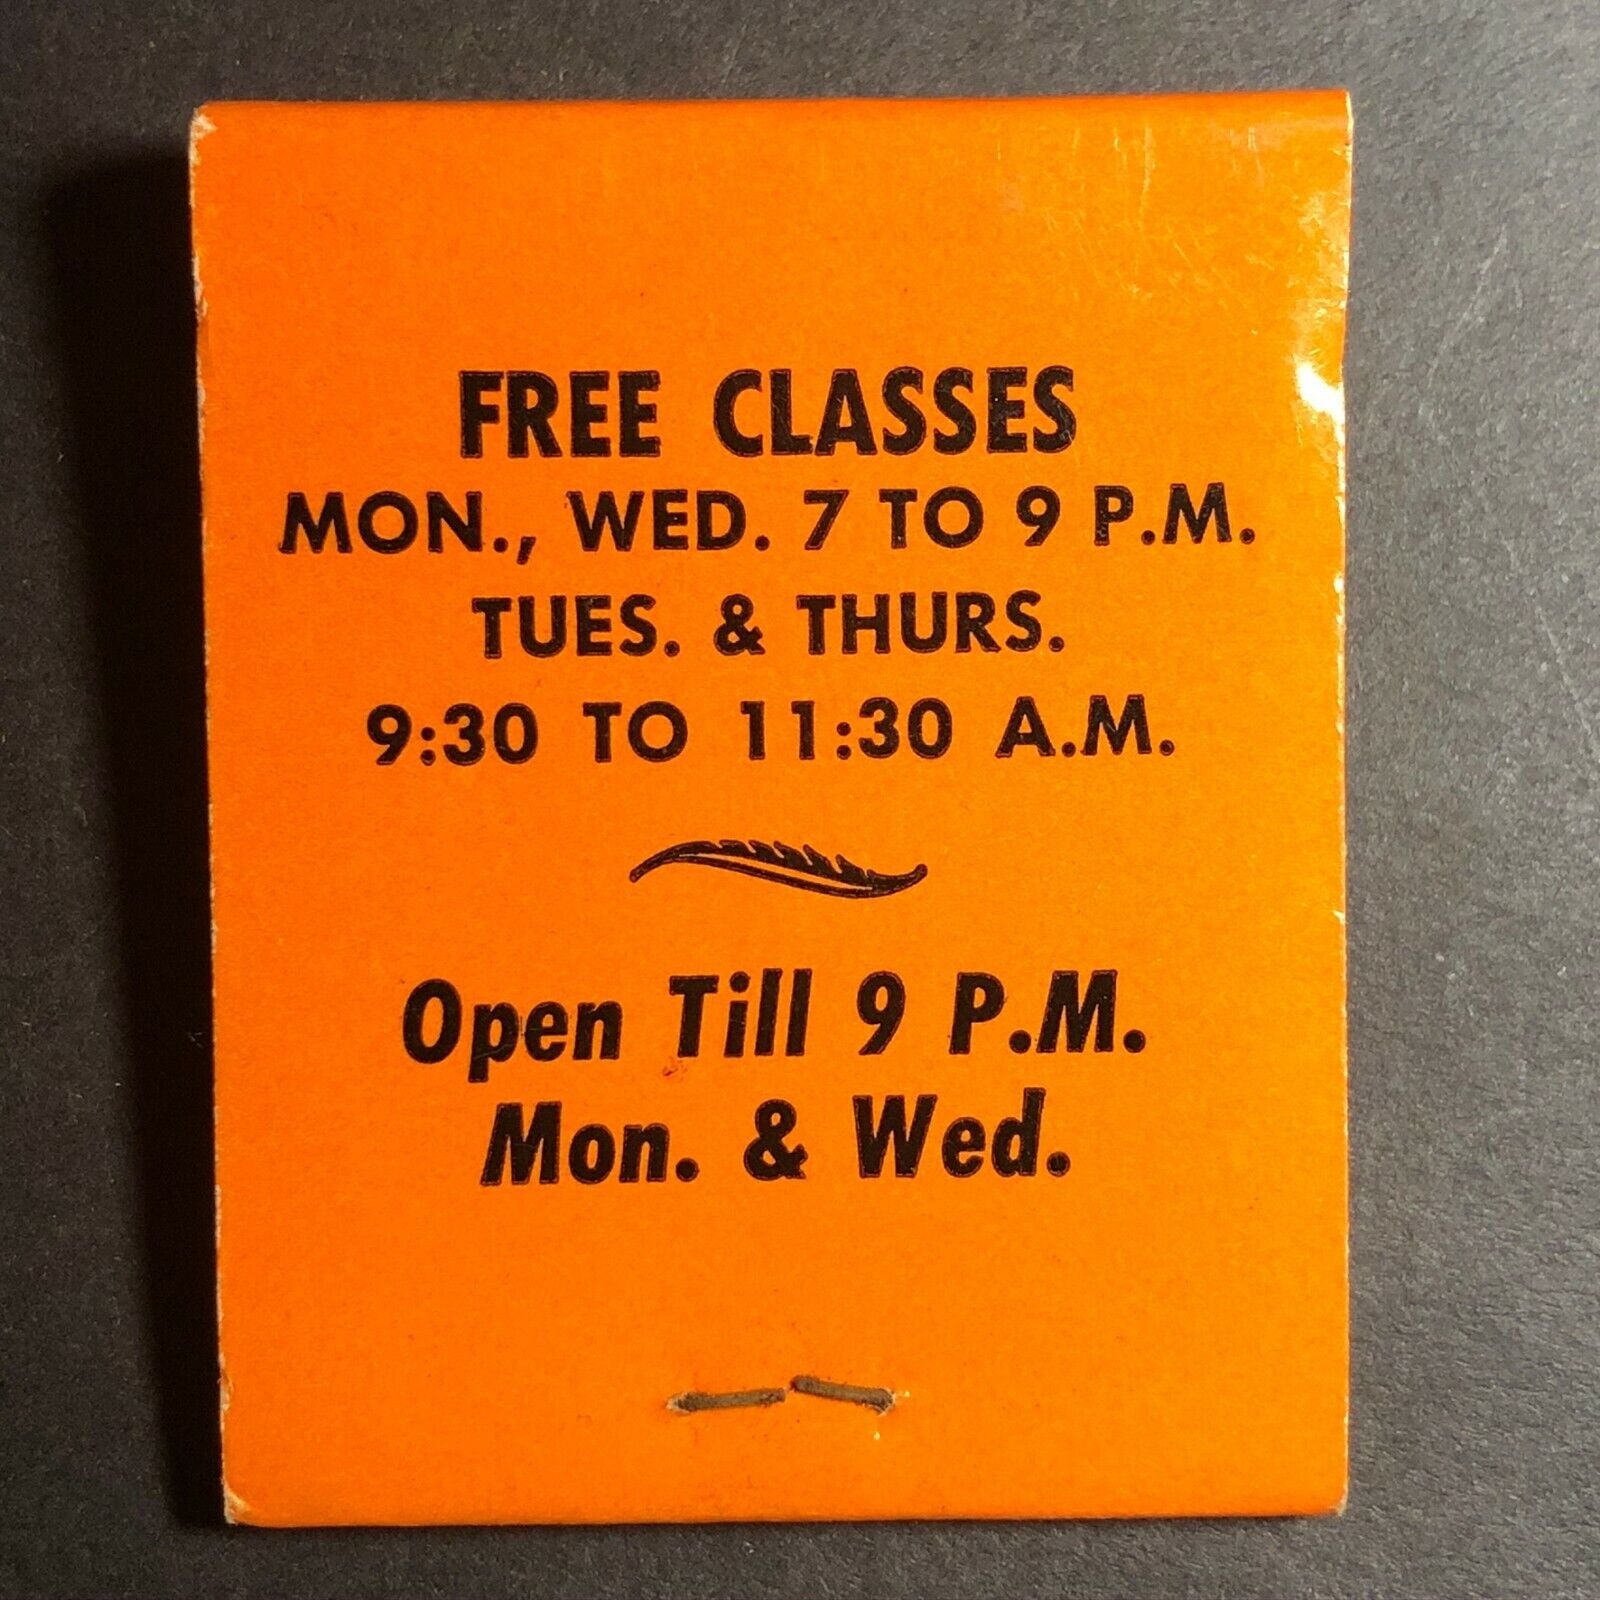 FREE CLASSES
MON., WED. 7 TO 9 P.M.
TUES. & THURS.
9:30 TO 11:30 A.M.
Open Till 9 P.M.
Mon. & Wed.